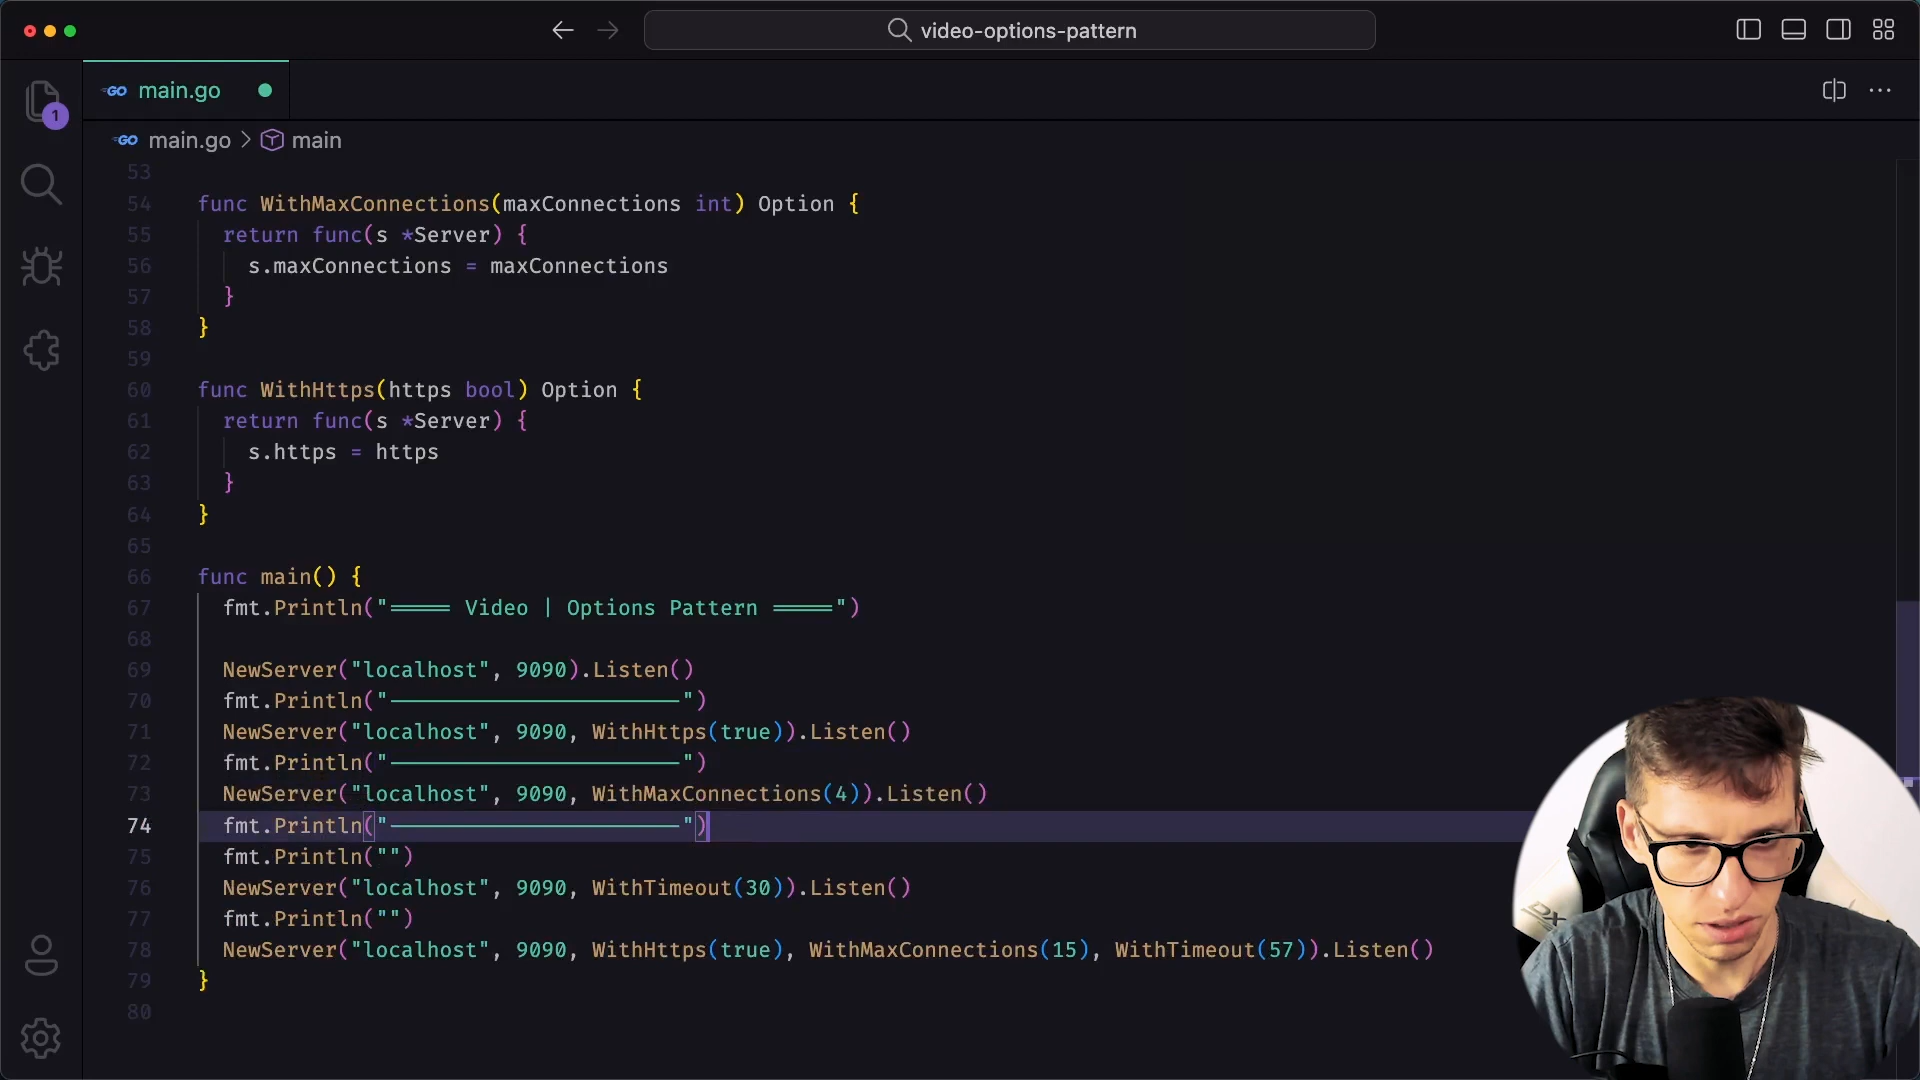 video-options-pattern
GO main.go
1
GO main.go > main
53
54 func WithMaxConnections(maxConnections int) Option {
55 return func(s *Server) {
56 s.maxConnections = maxConnections
57 }
58 }
59
60 func WithHttps(https bool) Option {
61 return func(s *Server) {
62 s.https = https
63 }
64 }
65
66 func main() {
67 fmt.Println("===== Video | Options Pattern =====")
68
69 NewServer("localhost", 9090).Listen()
70 fmt.Println("-----------------------")
71 NewServer("localhost", 9090, WithHttps(true)).Listen()
72 fmt.Println("-----------------------")
73 NewServer("localhost", 9090, WithMaxConnections(4)).Listen()
74 fmt.Println("-----------------------")
75 fmt.Println("")
76 NewServer("localhost", 9090, WithTimeout(30)).Listen()
77 fmt.Println("")
78 NewServer("localhost", 9090, WithHttps(true), WithMaxConnections(15), WithTimeout(57)).Listen()
79 }
80